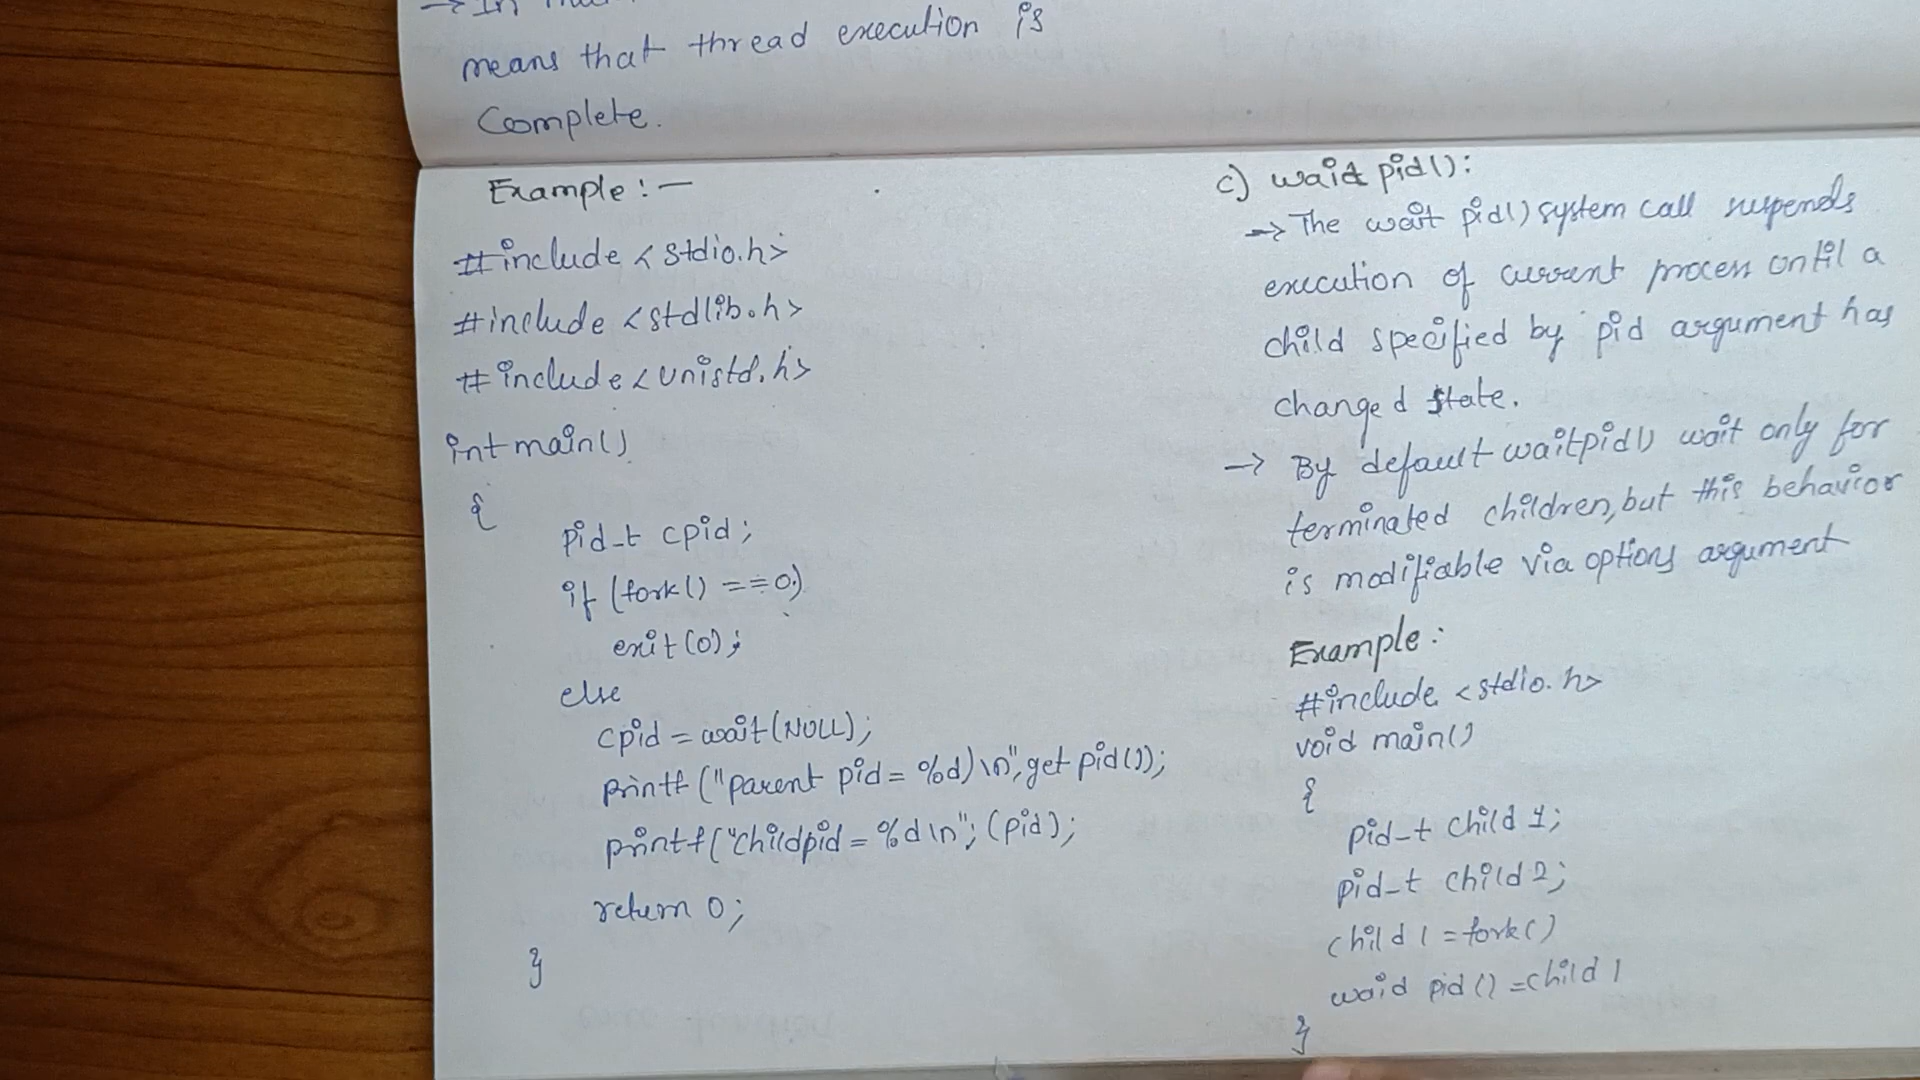 → In
means that thread execution is
Complete.
Example :-
#include <stdio.h>
#include <stdlib.h>
#include <unistd.h>
int main()
{
pid_t cpid;
if (fork() == 0)
exit(0);
else
cpid = wait(NULL);
printf ("parent pid = %d)\n", get pid());
printf ("childpid = %d\n"; (pid);
return 0;
}
c) wait pid():
→ The wait pid() system call suspends
execution of current process ontil a
child specified by pid argument has
changed state.
→ By default waitpid() wait only for
terminated children, but this behavior
is modifiable via options argument
Example :
#include <stdio.h>
void main()
{
pid_t child 1;
pid_t child 2;
child 1 = fork()
waid pid () = child 1
}